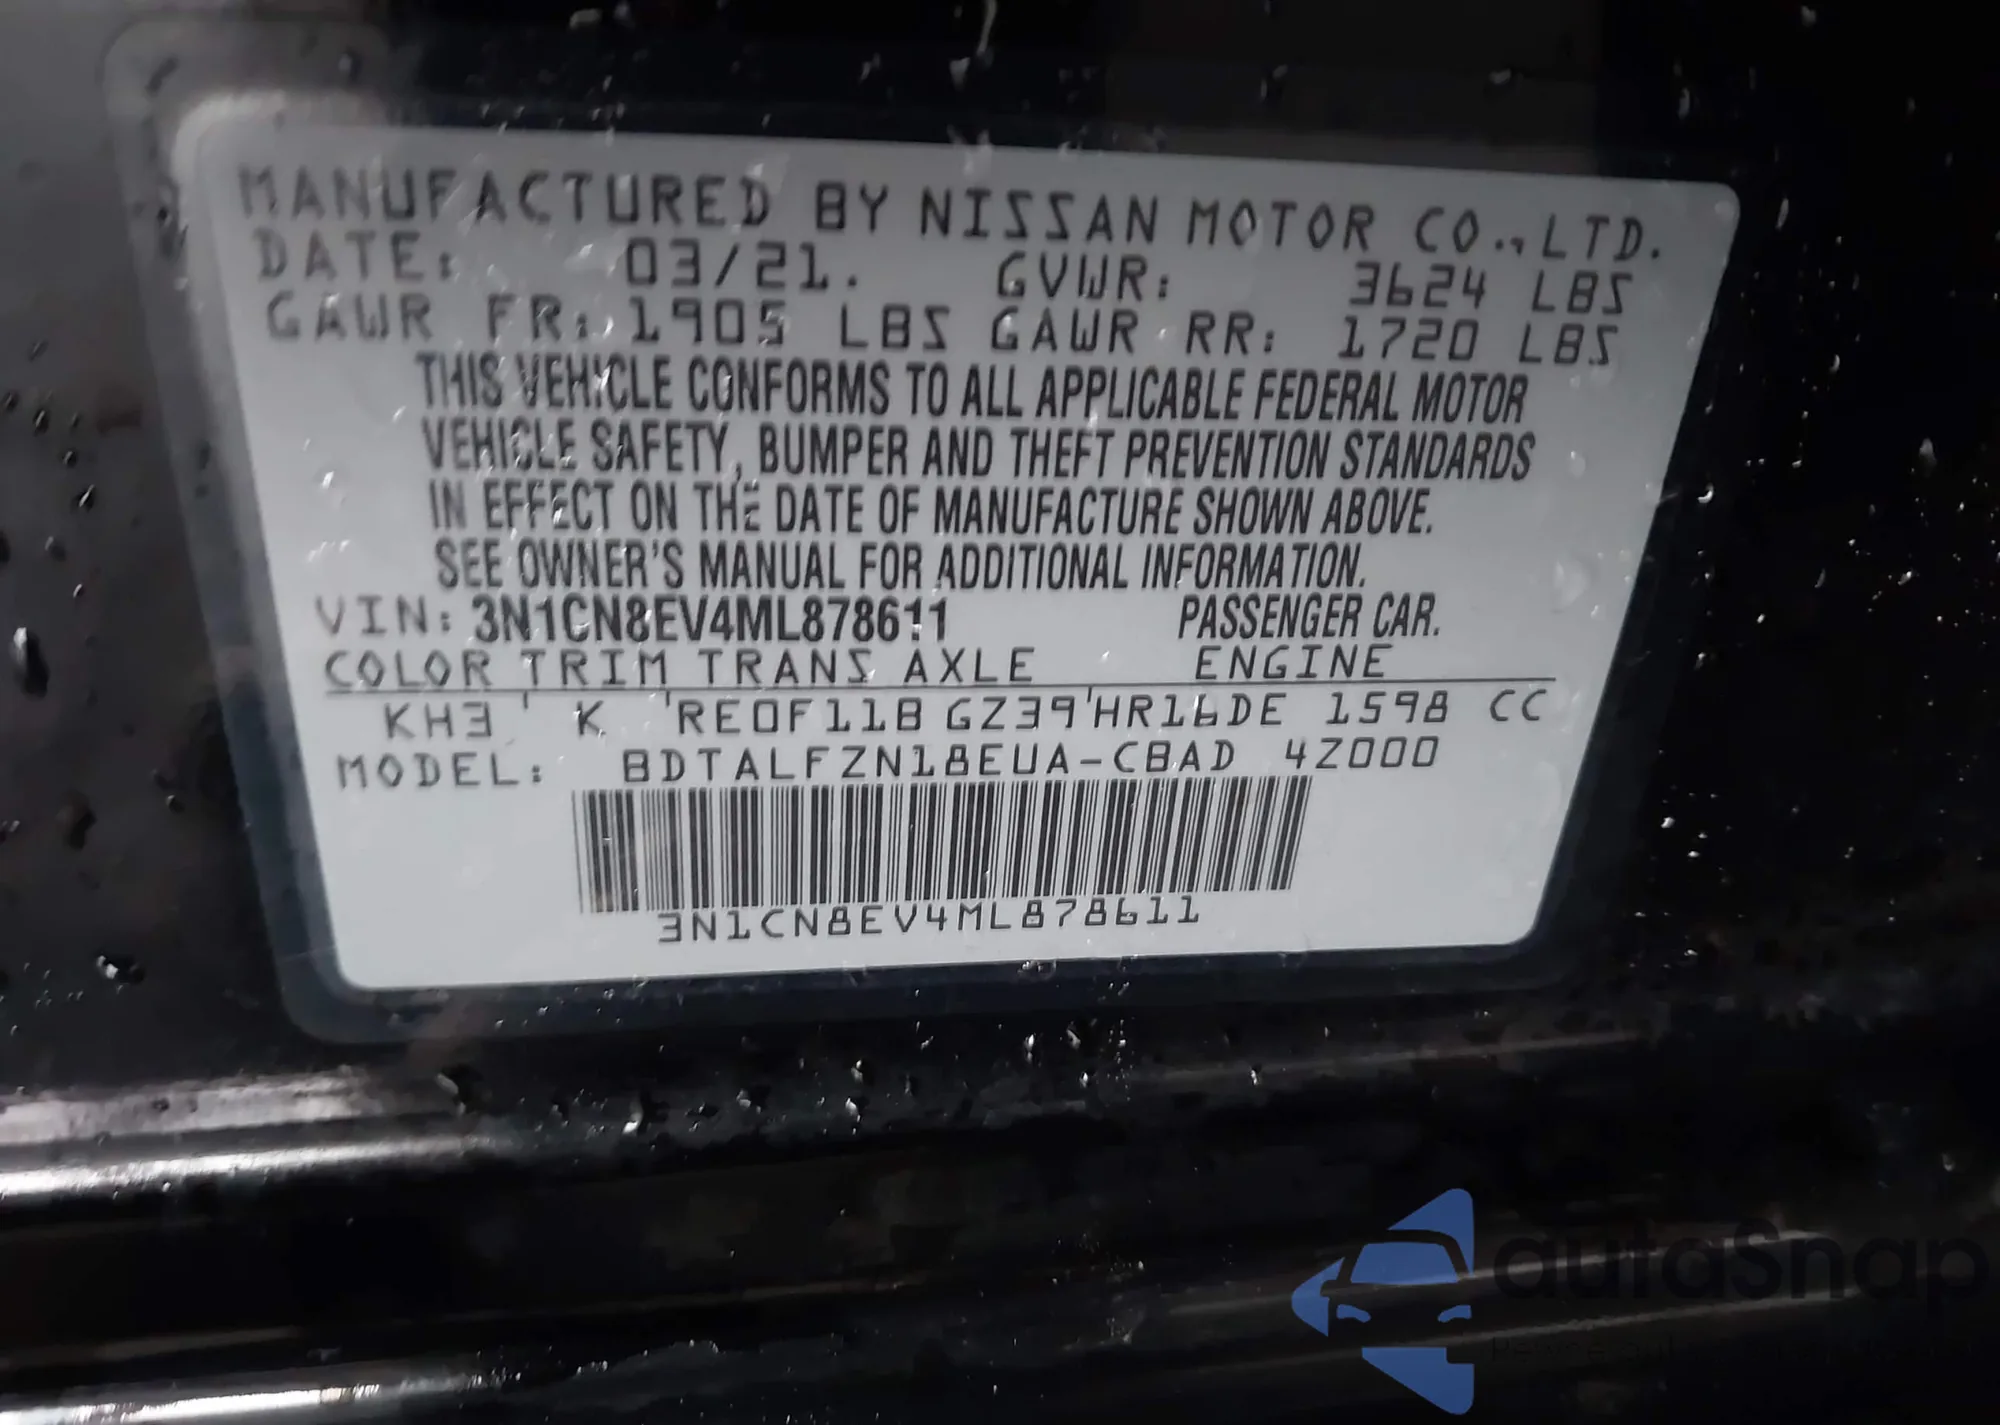 MANUFACTURED BY NISSAN MOTOR CO., LTD.
DATE: 03/21. GVWR: 3624 LBS
GAWR FR: 1905 LBS GAWR RR: 1720 LBS
THIS VEHICLE CONFORMS TO ALL APPLICABLE FEDERAL MOTOR
VEHICLE SAFETY, BUMPER AND THEFT PREVENTION STANDARDS
IN EFFECT ON THE DATE OF MANUFACTURE SHOWN ABOVE.
SEE OWNER'S MANUAL FOR ADDITIONAL INFORMATION.
VIN: 3N1CN8EV4ML878611 PASSENGER CAR.
COLOR TRIM TRANS AXLE ENGINE
KH3 K RE0F11B GZ39 HR16DE 1598 CC
MODEL: BDTALFZN18EUA-CBAD 4Z000
3N1CN8EV4ML878611
autoSnap